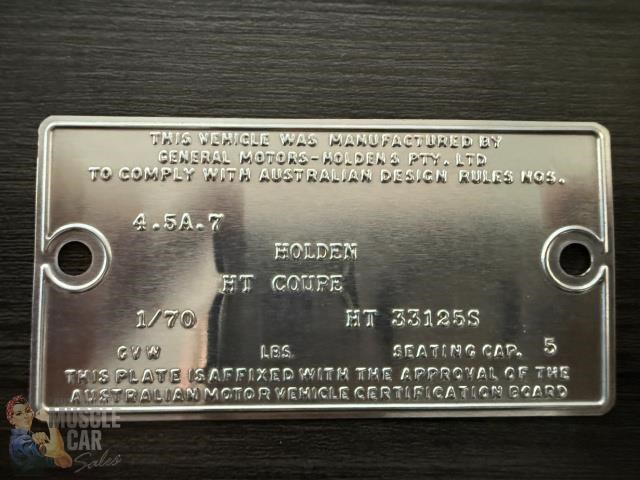 THIS VEHICLE WAS MANUFACTURED BY
GENERAL MOTORS-HOLDENS PTY. LTD
TO COMPLY WITH AUSTRALIAN DESIGN RULES NOS.
4.5A.7
HOLDEN
HT COUPE
1/70 HT 33125S
GVW LBS. SEATING CAP. 5
THIS PLATE IS AFFIXED WITH THE APPROVAL OF THE
AUSTRALIAN MOTOR VEHICLE CERTIFICATION BOARD
MUSCLE
CAR
Sales